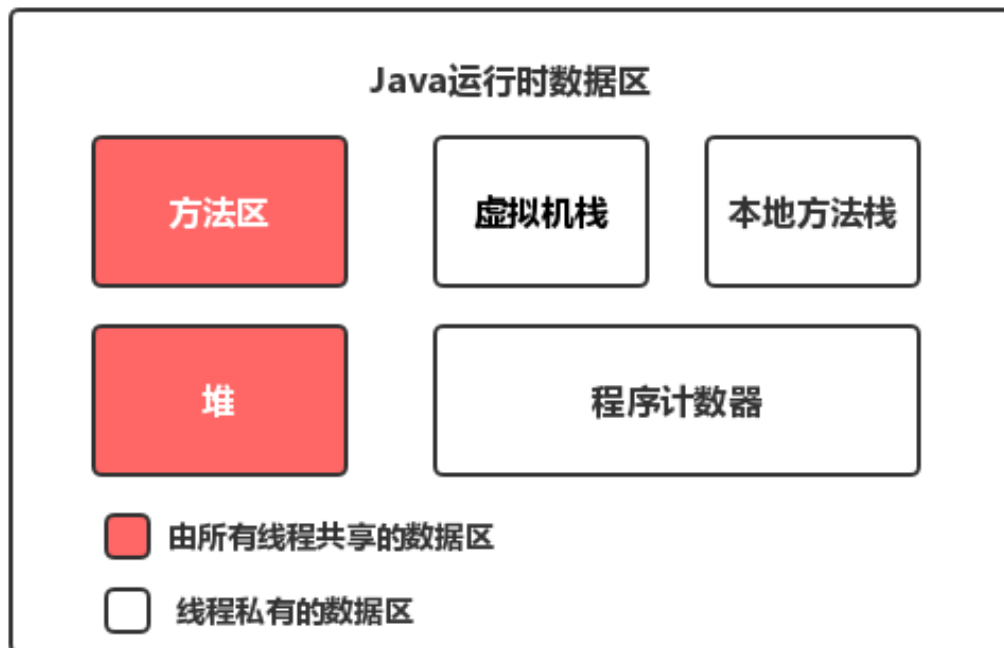 Java运行时数据区
方法区
虚拟机栈
本地方法栈
堆
程序计数器
由所有线程共享的数据区
线程私有的数据区